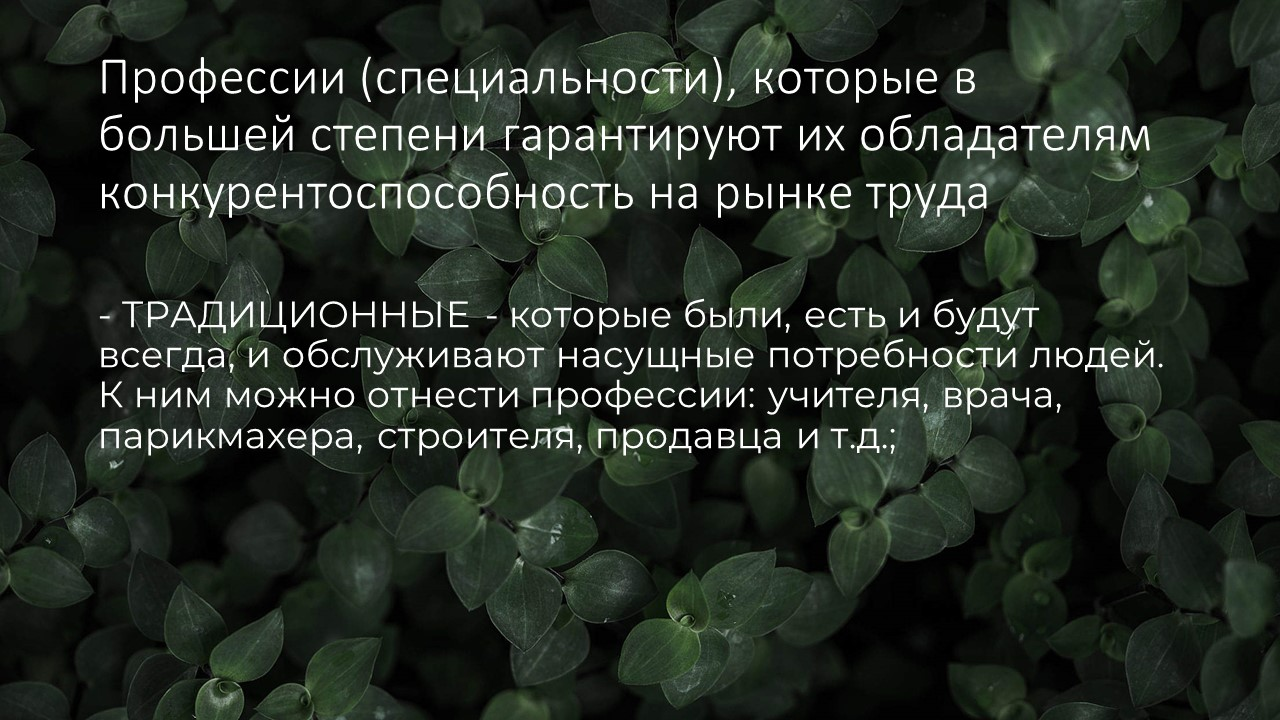 Профессии (специальности), которые в
большей степени гарантируют их обладателям
конкурентоспособность на рынке труда
- ТРАДИЦИОННЫЕ - которые были, есть и будут
всегда, и обслуживают насущные потребности людей.
К ним можно отнести профессии: учителя, врача,
парикмахера, строителя, продавца и т.д.;